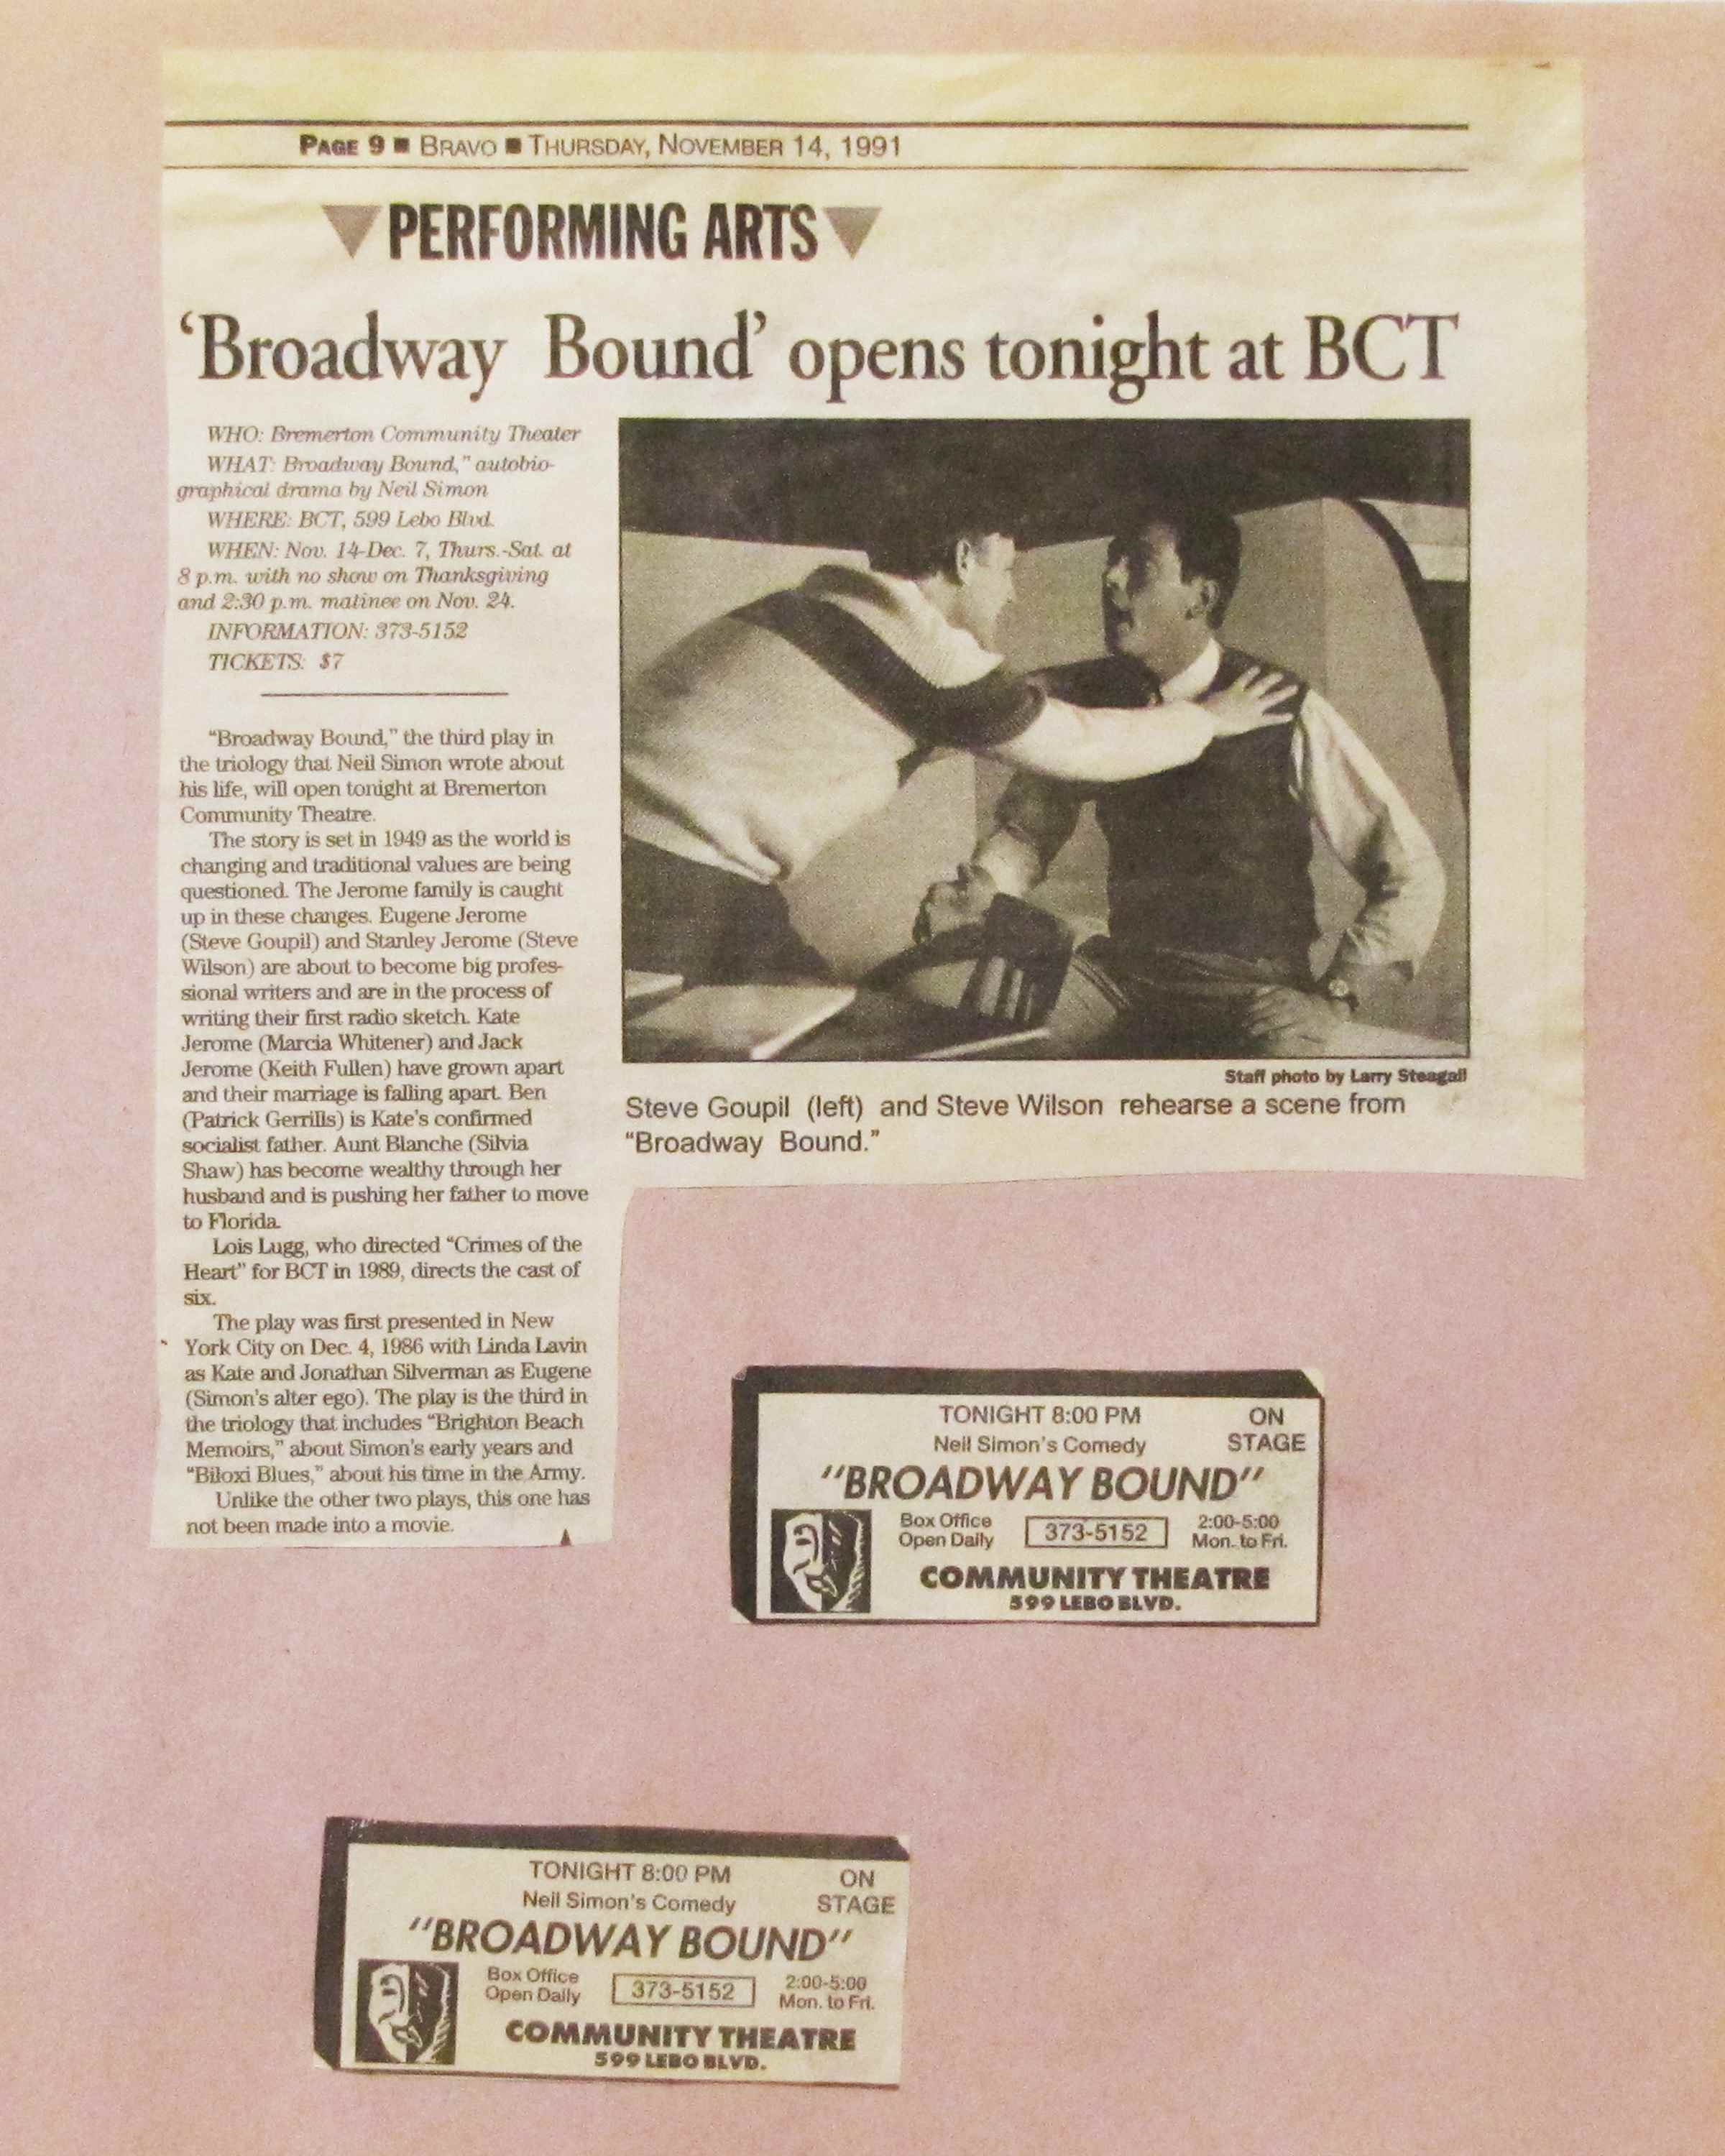 PAGE 9 ■ BRAVO ■ THURSDAY, NOVEMBER 14, 1991
PERFORMING ARTS
‘Broadway Bound’ opens tonight at BCT
WHO: Bremerton Community Theater
WHAT: Broadway Bound,” autobio-
graphical drama by Neil Simon
WHERE: BCT, 599 Lebo Blvd.
WHEN: Nov. 14-Dec. 7, Thurs.-Sat. at
8 p.m. with no show on Thanksgiving
and 2:30 p.m. matinee on Nov. 24.
INFORMATION: 373-5152
TICKETS: $7
“Broadway Bound,” the third play in
the triology that Neil Simon wrote about
his life, will open tonight at Bremerton
Community Theatre.
The story is set in 1949 as the world is
changing and traditional values are being
questioned. The Jerome family is caught
up in these changes. Eugene Jerome
(Steve Goupil) and Stanley Jerome (Steve
Wilson) are about to become big profes-
sional writers and are in the process of
writing their first radio sketch. Kate
Jerome (Marcia Whitener) and Jack
Jerome (Keith Fullen) have grown apart
and their marriage is falling apart. Ben
(Patrick Gerrills) is Kate’s confirmed
socialist father. Aunt Blanche (Silvia
Shaw) has become wealthy through her
husband and is pushing her father to move
to Florida.
Lois Lugg, who directed “Crimes of the
Heart” for BCT in 1989, directs the cast of
six.
The play was first presented in New
York City on Dec. 4, 1986 with Linda Lavin
as Kate and Jonathan Silverman as Eugene
(Simon’s alter ego). The play is the third in
the triology that includes “Brighton Beach
Memoirs,” about Simon’s early years and
“Biloxi Blues,” about his time in the Army.
Unlike the other two plays, this one has
not been made into a movie.
Staff photo by Larry Steagall
Steve Goupil (left) and Steve Wilson rehearse a scene from
“Broadway Bound.”
TONIGHT 8:00 PM
Neil Simon’s Comedy
ON
STAGE
“BROADWAY BOUND”
Box Office
Open Daily
373-5152
2:00-5:00
Mon. to Fri.
COMMUNITY THEATRE
599 LEBO BLVD.
TONIGHT 8:00 PM
Neil Simon’s Comedy
ON
STAGE
“BROADWAY BOUND”
Box Office
Open Daily
373-5152
2:00-5:00
Mon. to Fri.
COMMUNITY THEATRE
599 LEBO BLVD.